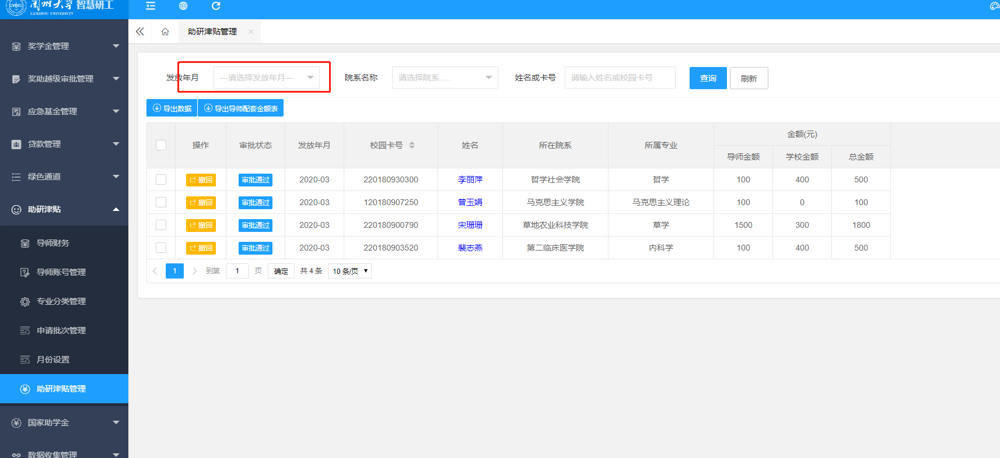 兰州大学 智慧研工
LANZHOU UNIVERSITY
奖学金管理
奖助越级审批管理
应急基金管理
贷款管理
绿色通道
助研津贴
导师财务
导师账号管理
专业分类管理
申请批次管理
月份设置
助研津贴管理
国家助学金
数据收集管理
助研津贴管理
发放年月 —请选择发放年月— 院系名称 请选择院系...... 姓名或卡号 请输入姓名或校园卡号 查询 刷新
导出数据 导出导师配套金额表
操作 审批状态 发放年月 校园卡号 姓名 所在院系 所属专业 金额(元)
导师金额 学校金额 总金额
撤回 审批通过 2020-03 220180930300 李丽萍 哲学社会学院 哲学 100 400 500
撤回 审批通过 2020-03 120180907250 曾玉娟 马克思主义学院 马克思主义理论 100 0 100
撤回 审批通过 2020-03 220180900790 宋珊珊 草地农业科技学院 草学 1500 300 1800
撤回 审批通过 2020-03 220180903520 裴志燕 第二临床医学院 内科学 100 400 500
1 到第 1 页 确定 共 4 条 10 条/页